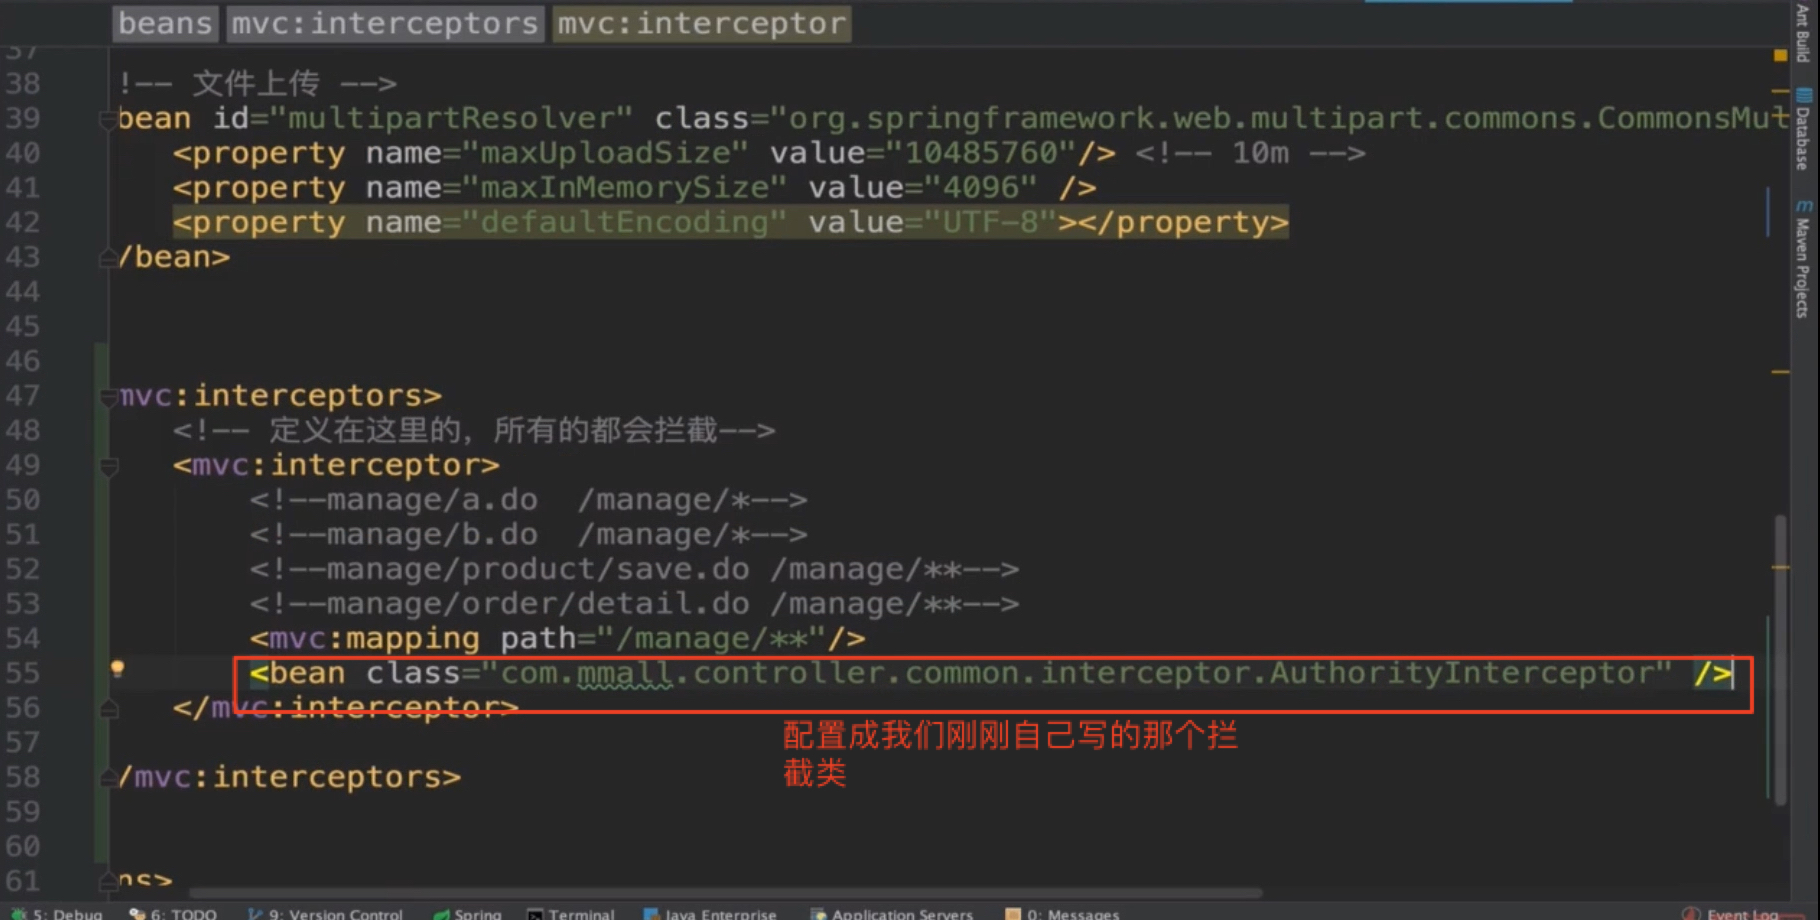 beans mvc:interceptors mvc:interceptor
37
38 !-- 文件上传 -->
39 bean id="multipartResolver" class="org.springframework.web.multipart.commons.CommonsMult
40 <property name="maxUploadSize" value="10485760"/> <!-- 10m -->
41 <property name="maxInMemorySize" value="4096" />
42 <property name="defaultEncoding" value="UTF-8"></property>
43 /bean>
44
45
46
47 mvc:interceptors>
48 <!-- 定义在这里的，所有的都会拦截-->
49 <mvc:interceptor>
50 <!--manage/a.do  /manage/*-->
51 <!--manage/b.do  /manage/*-->
52 <!--manage/product/save.do /manage/**-->
53 <!--manage/order/detail.do /manage/**-->
54 <mvc:mapping path="/manage/**"/>
55 <bean class="com.mmall.controller.common.interceptor.AuthorityInterceptor" />
56 </mvc:interceptor>
57
配置成我们刚刚自己写的那个拦
截类
58 /mvc:interceptors>
59
60
61 ns>
Ant Build
Database
Maven Projects
5: Debug 6: TODO 9: Version Control Spring Terminal Java Enterprise Application Servers 0: Messages Event Log